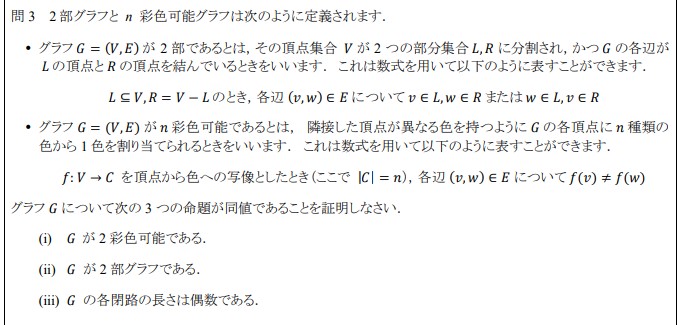 問 3　2 部グラフと n 彩色可能グラフは次のように定義されます．
• グラフ G = (V, E) が 2 部であるとは，その頂点集合 V が 2 つの部分集合 L, R に分割され，かつ G の各辺が
L の頂点と R の頂点を結んでいるときをいいます．　これは数式を用いて以下のように表すことができます．
L ⊆ V, R = V − L のとき，各辺 (v, w) ∈ E について v ∈ L, w ∈ R または w ∈ L, v ∈ R
• グラフ G = (V, E) が n 彩色可能であるとは，　隣接した頂点が異なる色を持つように G の各頂点に n 種類の
色から 1 色を割り当てられるときをいいます．　これは数式を用いて以下のように表すことができます．
f: V → C を頂点から色への写像としたとき（ここで |C| = n），各辺 (v, w) ∈ E について f(v) ≠ f(w)
グラフ G について次の 3 つの命題が同値であることを証明しなさい．
(i) G が 2 彩色可能である．
(ii) G が 2 部グラフである．
(iii) G の各閉路の長さは偶数である．